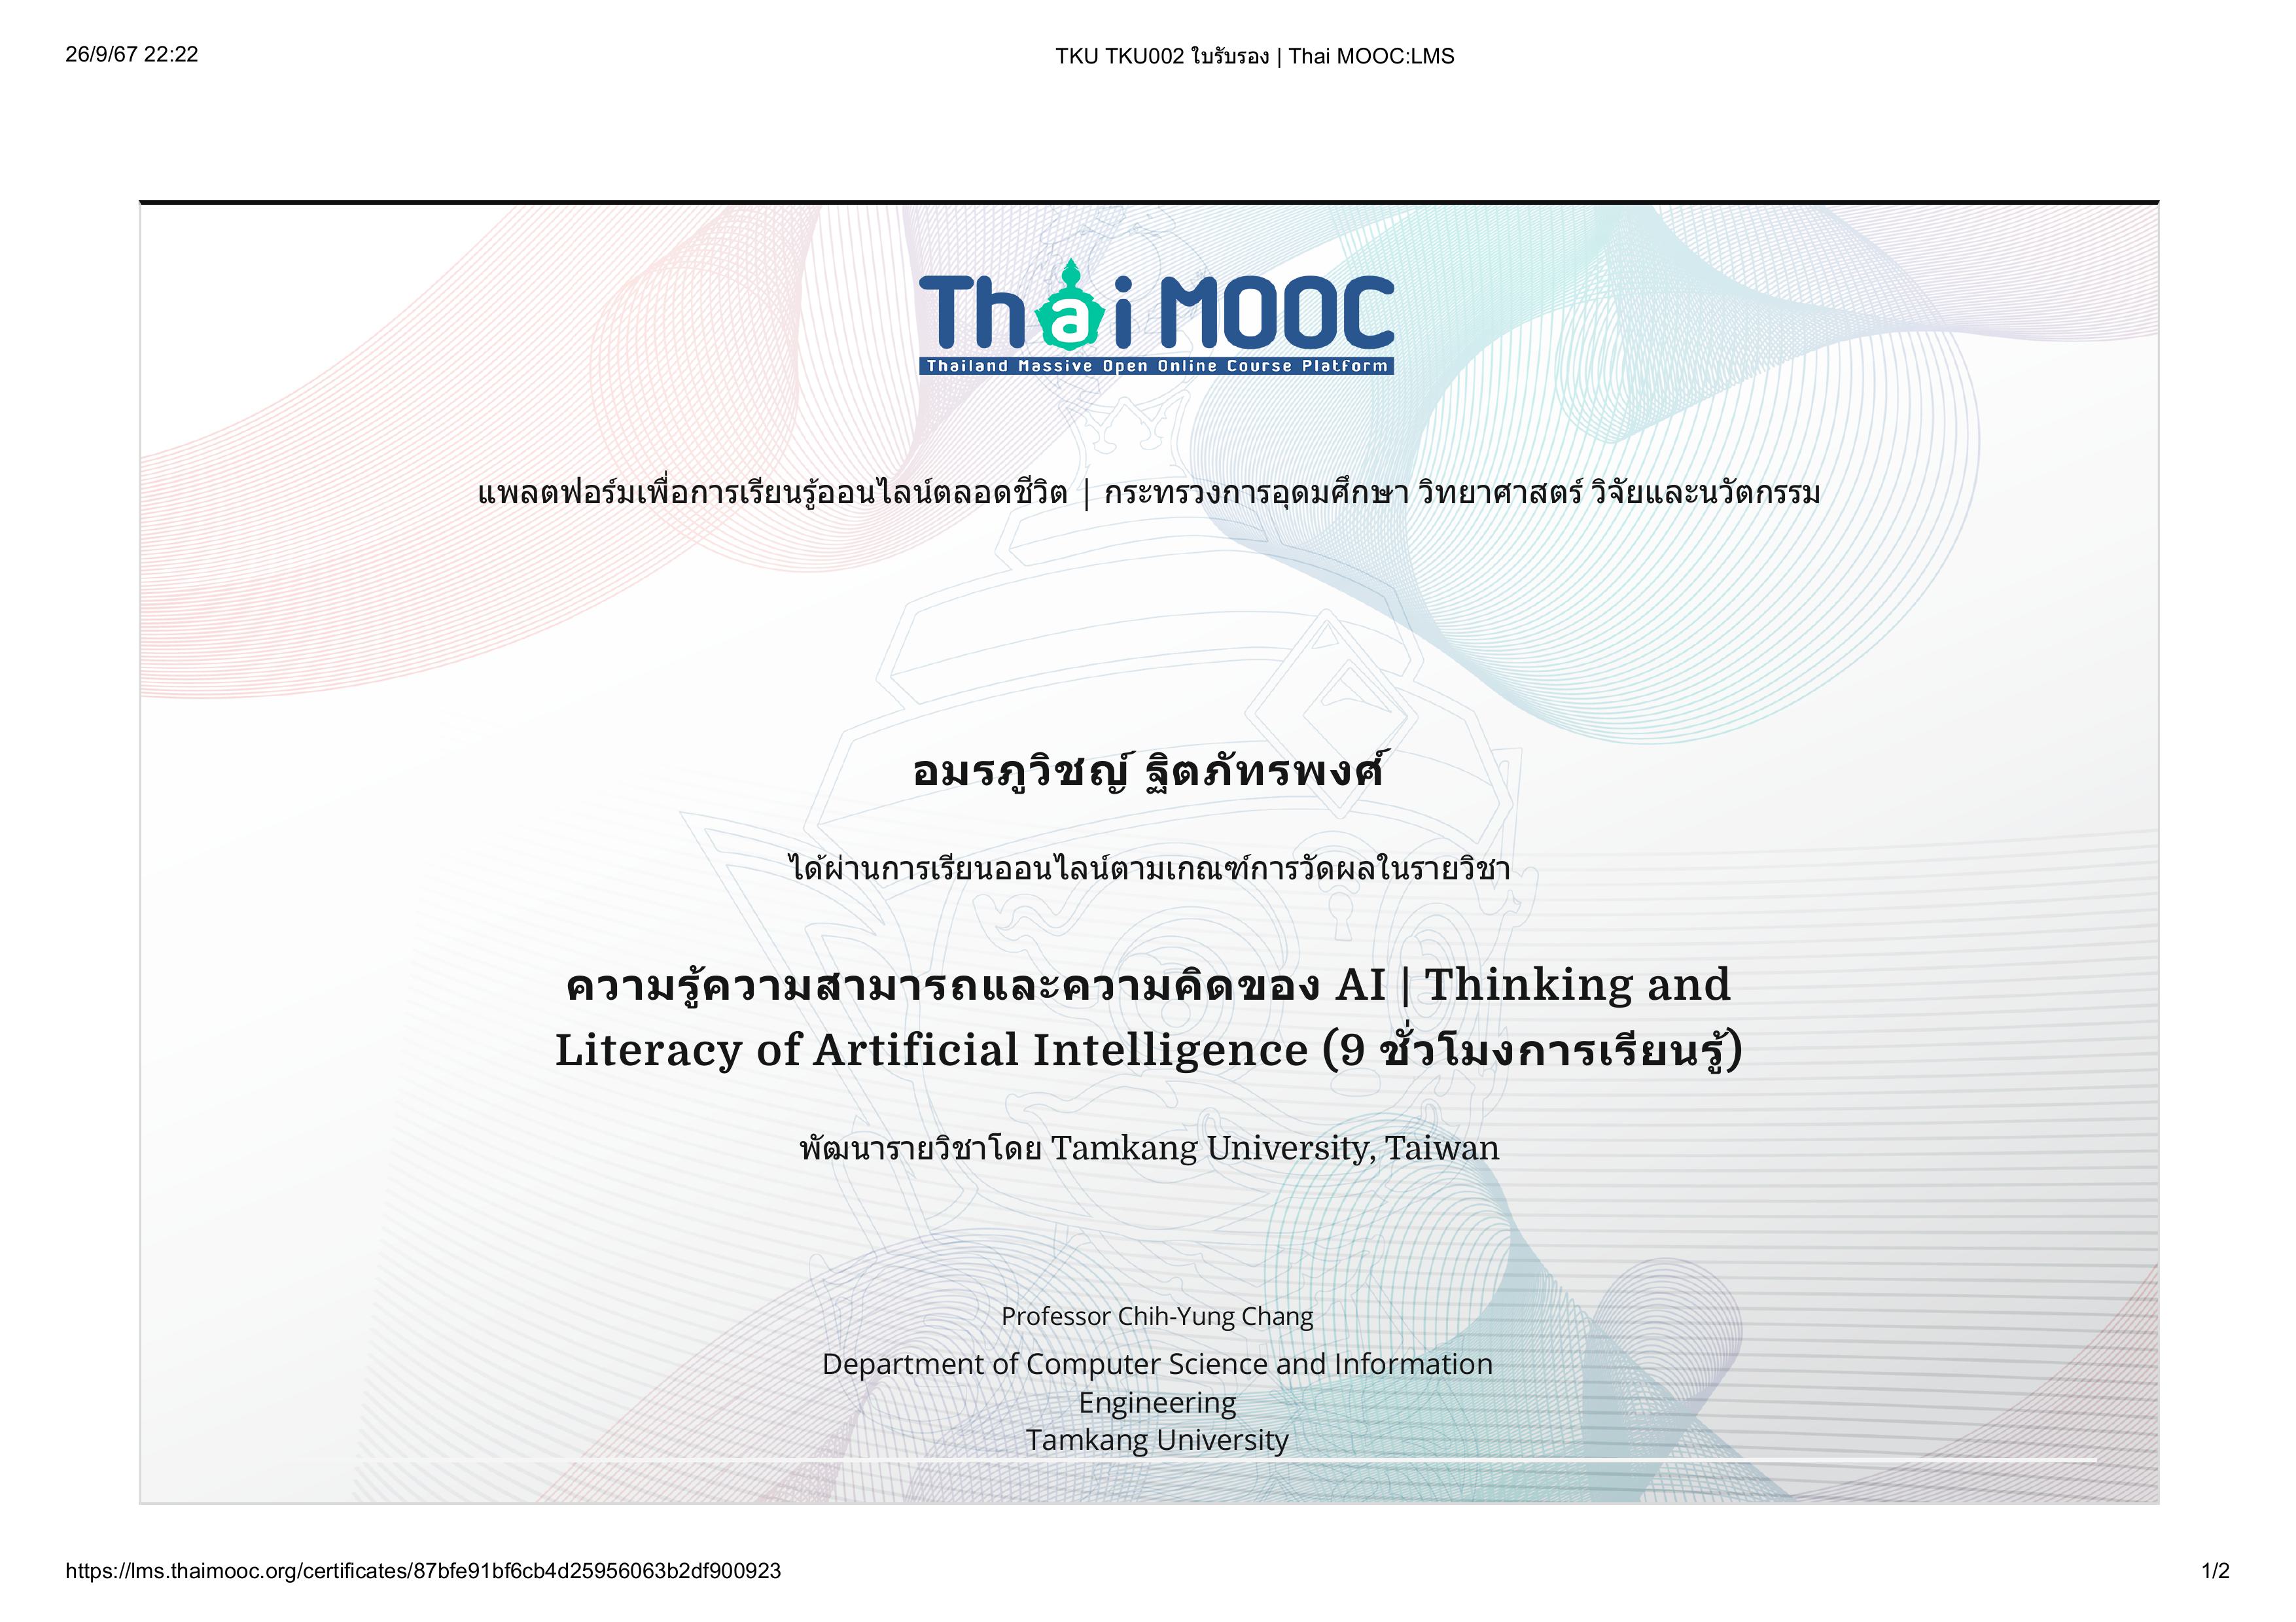 26/9/67 22:22
TKU TKU002 ใบรับรอง | Thai MOOC:LMS
Thai MOOC
Thailand Massive Open Online Course Platform
แพลตฟอร์มเพื่อการเรียนรู้ออนไลน์ตลอดชีวิต | กระทรวงการอุดมศึกษา วิทยาศาสตร์ วิจัยและนวัตกรรม
อมรภูวิชญ์ ฐิตภัทรพงศ์
ได้ผ่านการเรียนออนไลน์ตามเกณฑ์การวัดผลในรายวิชา
ความรู้ความสามารถและความคิดของ AI | Thinking and
Literacy of Artificial Intelligence (9 ชั่วโมงการเรียนรู้)
พัฒนารายวิชาโดย Tamkang University, Taiwan
Professor Chih-Yung Chang
Department of Computer Science and Information
Engineering
Tamkang University
https://lms.thaimooc.org/certificates/87bfe91bf6cb4d25956063b2df900923
1/2